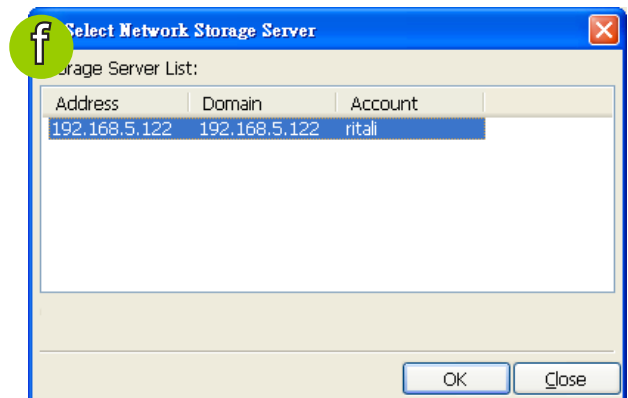 f
Select Network Storage Server
orage Server List:
Address Domain Account
192.168.5.122 192.168.5.122 ritali
OK Close